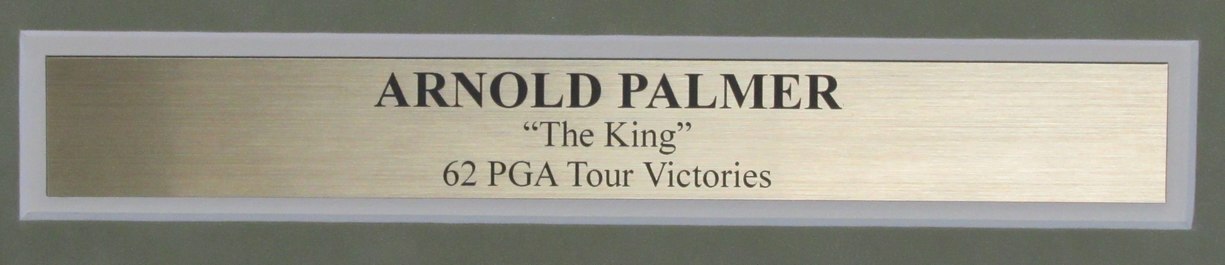 ARNOLD PALMER
“The King”
62 PGA Tour Victories